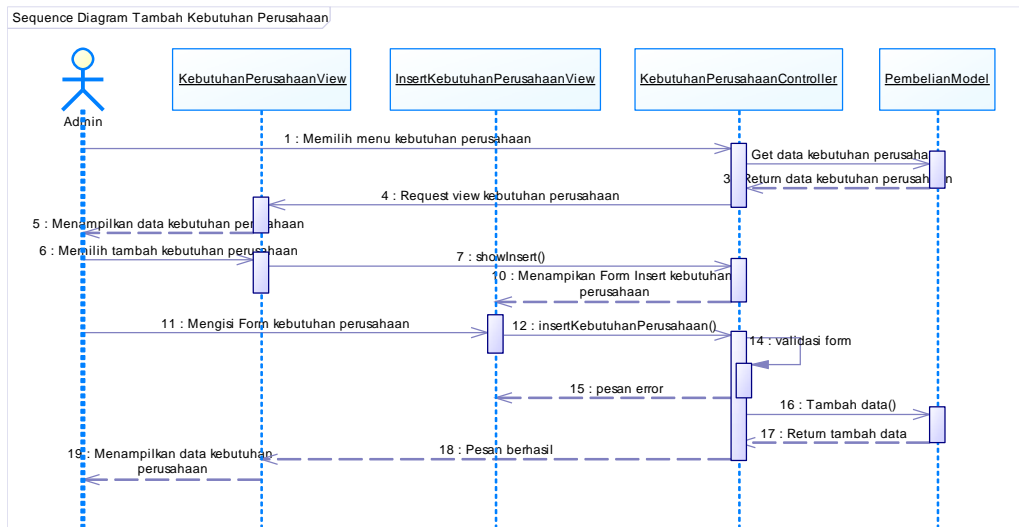 Sequence Diagram Tambah Kebutuhan Perusahaan
KebutuhanPerusahaanView
InsertKebutuhanPerusahaanView
KebutuhanPerusahaanController
PembelianModel
Admin
1 : Memilih menu kebutuhan perusahaan
Get data kebutuhan perusaha
3 : Return data kebutuhan perusahaan
4 : Request view kebutuhan perusahaan
5 : Menampilkan data kebutuhan perusahaan
6 : Memilih tambah kebutuhan perusahaan
7 : showInsert()
10 : Menampikan Form Insert kebutuhan
perusahaan
11 : Mengisi Form kebutuhan perusahaan
12 : insertKebutuhanPerusahaan()
14 : validasi form
15 : pesan error
16 : Tambah data()
17 : Return tambah data
18 : Pesan berhasil
19 : Menampilkan data kebutuhan
perusahaan